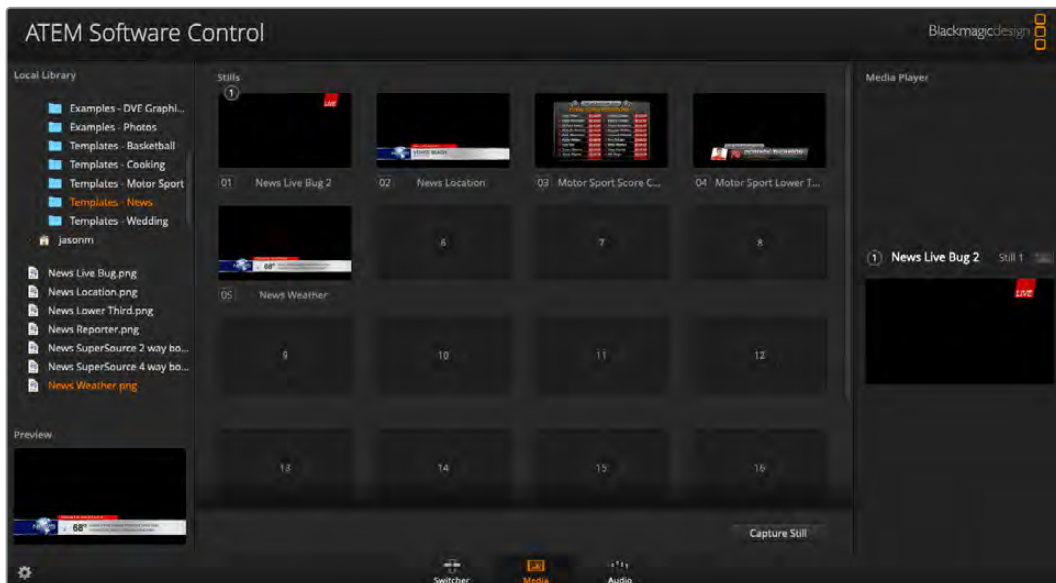 ATEM Software Control
Blackmagicdesign
Local Library
Examples - DVE Graphi...
Examples - Photos
Templates - Basketball
Templates - Cooking
Templates - Motor Sport
Templates - News
Templates - Wedding
jasonm
News Live Bug.png
News Location.png
News Lower Third.png
News Reporter.png
News SuperSource 2 way bo...
News SuperSource 4 way bo...
News Weather.png
Preview
NEWS
68°
Stills
1
LIVE
01 News Live Bug 2
02 News Location
03 Motor Sport Score C...
04 Motor Sport Lower T...
68°
05 News Weather
6
7
8
9
10
11
12
13
14
15
16
Capture Still
Media Player
1 News Live Bug 2 Still 1
LIVE
Switcher
Media
Audio